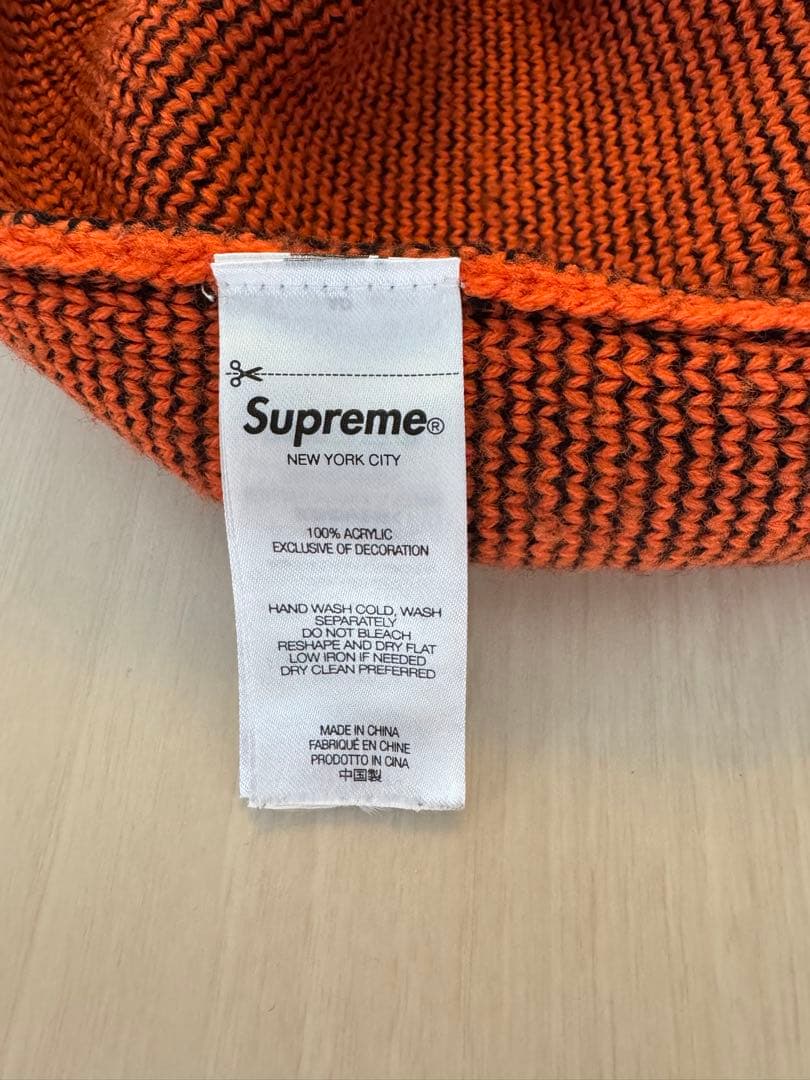 Supreme®
NEW YORK CITY
100% ACRYLIC
EXCLUSIVE OF DECORATION
HAND WASH COLD, WASH
SEPARATELY
DO NOT BLEACH
RESHAPE AND DRY FLAT
LOW IRON IF NEEDED
DRY CLEAN PREFERRED
MADE IN CHINA
FABRIQUÉ EN CHINE
PRODOTTO IN CINA
中国製